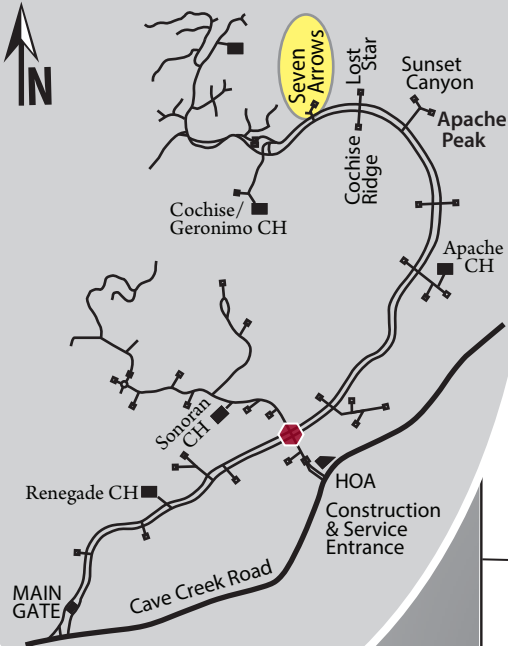 N
Seven
Arrows
Lost
Star
Sunset
Canyon
Apache
Peak
Cochise
Ridge
Cochise/
Geronimo CH
Apache
CH
Sonoran
CH
Renegade CH
HOA
Construction
& Service
Entrance
MAIN
GATE
Cave Creek Road